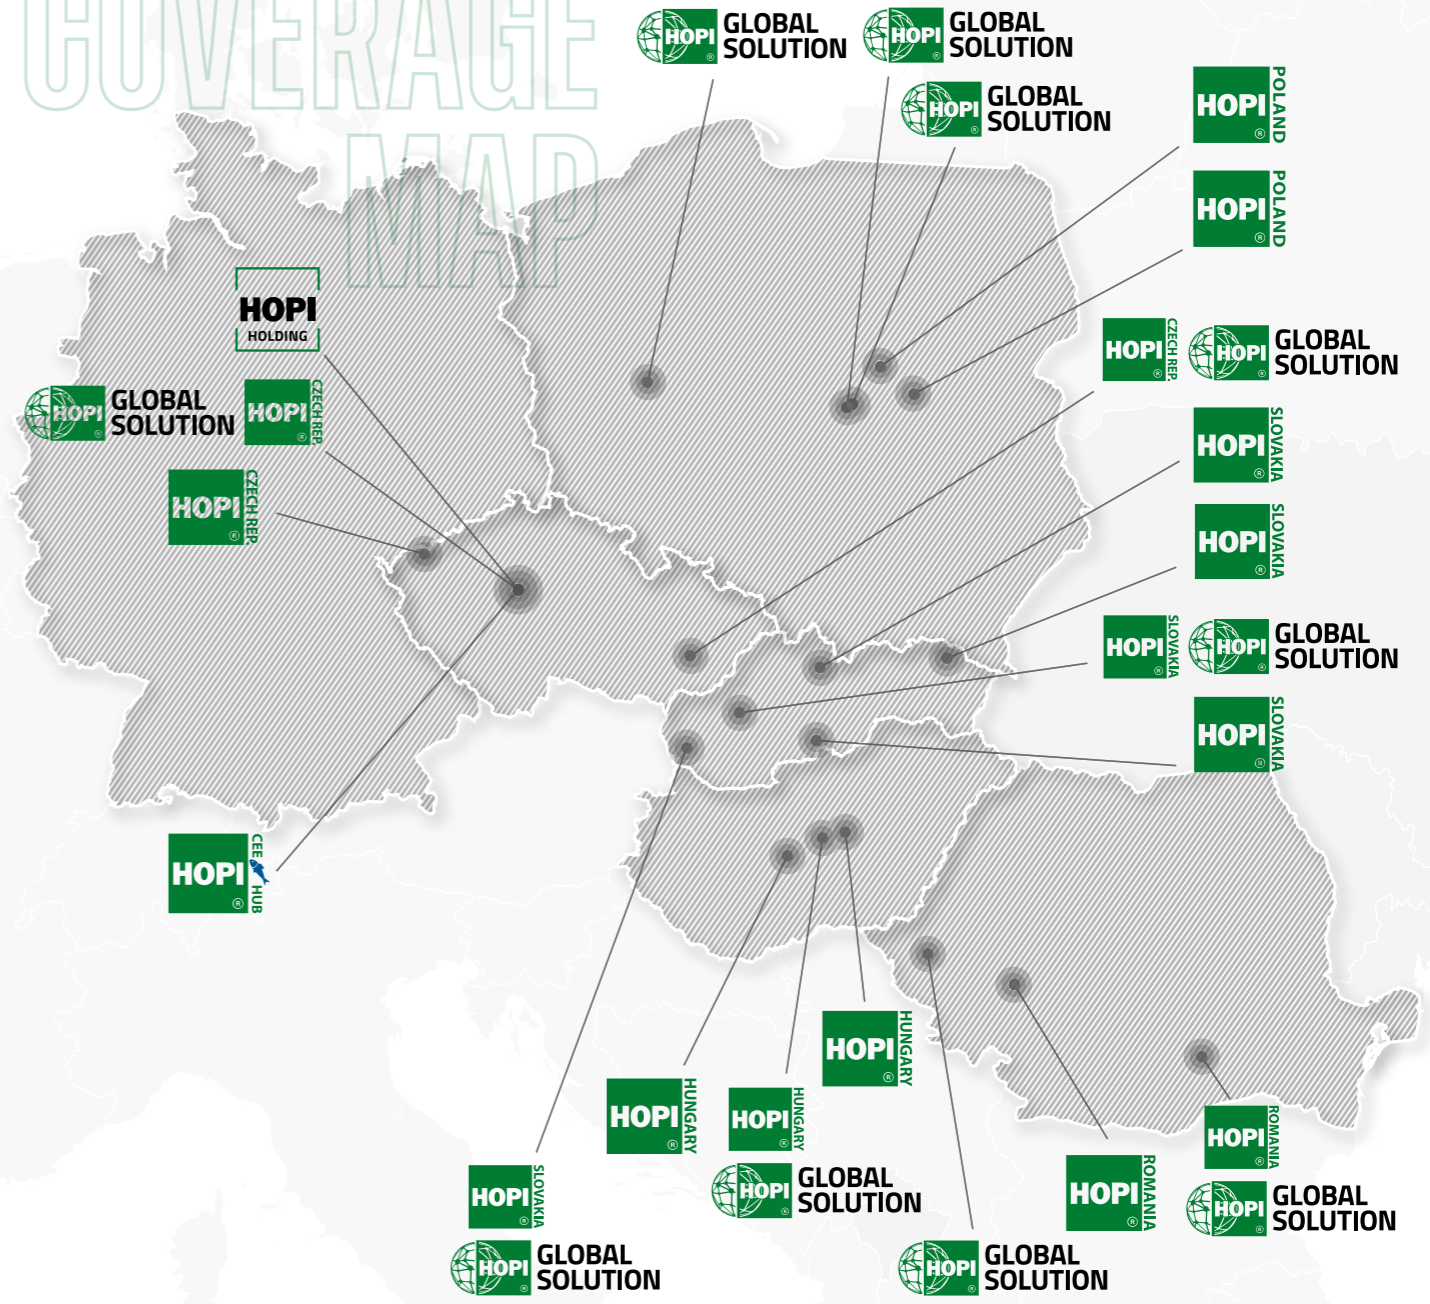 COVERAGE
MAP
HOPI GLOBAL
SOLUTION
®
HOPI GLOBAL
SOLUTION
®
HOPI GLOBAL
SOLUTION
®
HOPI POLAND
®
HOPI POLAND
®
HOPI
HOLDING
HOPI CZECH REP.
®
HOPI GLOBAL
SOLUTION
®
HOPI GLOBAL
SOLUTION
®
HOPI CZECH REP.
®
HOPI CZECH REP.
®
HOPI SLOVAKIA
®
HOPI SLOVAKIA
®
HOPI SLOVAKIA
®
HOPI GLOBAL
SOLUTION
®
HOPI SLOVAKIA
®
HOPI CEE HUB
®
HOPI HUNGARY
®
HOPI HUNGARY
®
HOPI HUNGARY
®
HOPI GLOBAL
SOLUTION
®
HOPI SLOVAKIA
®
HOPI GLOBAL
SOLUTION
®
HOPI ROMANIA
®
HOPI ROMANIA
®
HOPI GLOBAL
SOLUTION
®
HOPI GLOBAL
SOLUTION
®